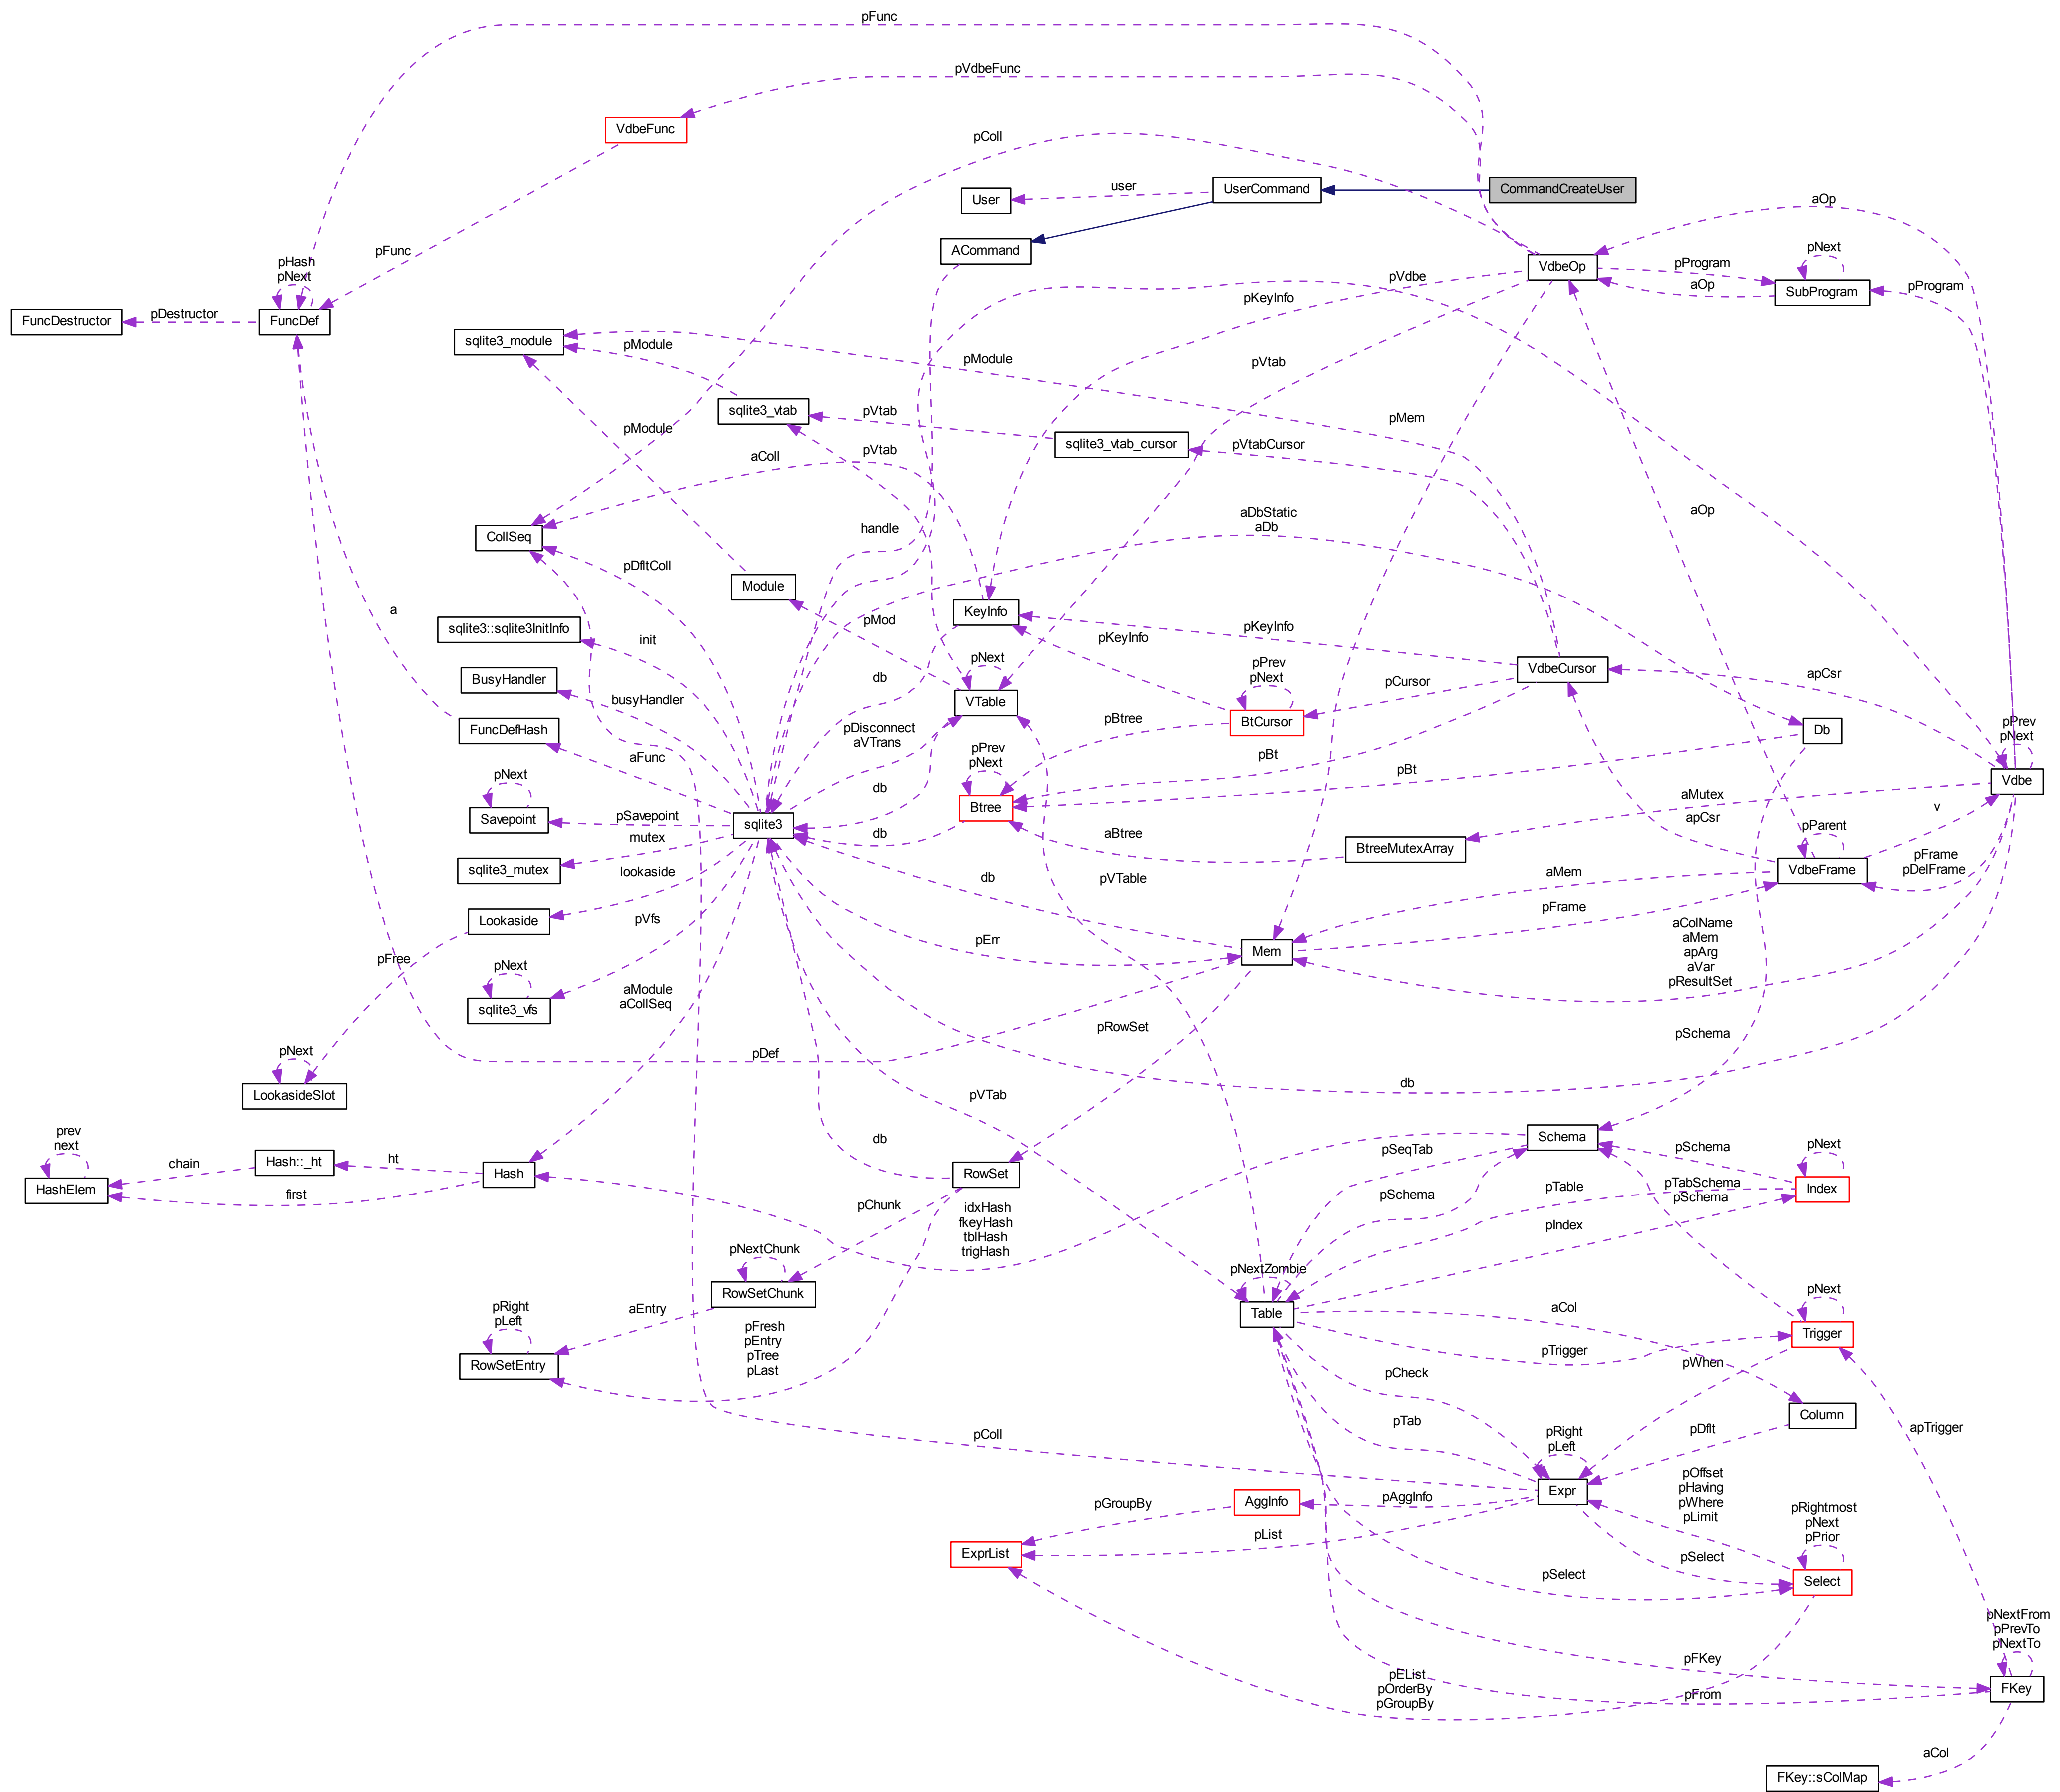 pFunc
pVdbeFunc
VdbeFunc
pColl
user
User
UserCommand
CommandCreateUser
aOp
pFunc
ACommand
pHash
pNext
VdbeOp
pProgram
pNext
SubProgram
aOp
pProgram
pVdbe
pKeyInfo
FuncDestructor
pDestructor
FuncDef
sqlite3_module
pModule
pModule
pVtab
sqlite3_vtab
pVtab
pMem
pModule
sqlite3_vtab_cursor
pVtabCursor
aColl
pVtab
aOp
CollSeq
handle
aDbStatic
aDb
pDfltColl
Module
a
sqlite3::sqlite3InitInfo
init
pMod
KeyInfo
pKeyInfo
pKeyInfo
pNext
BusyHandler
busyHandler
db
VTable
pPrev
pNext
pCursor
VdbeCursor
apCsr
BtCursor
FuncDefHash
aFunc
pDisconnect
aVTrans
pBtree
Db
pPrev
pNext
pBt
pBt
Vdbe
pNext
Savepoint
pSavepoint
sqlite3
db
pPrev
pNext
Btree
aMutex
apCsr
v
mutex
db
aBtree
BtreeMutexArray
pParent
sqlite3_mutex
lookaside
db
pVTable
aMem
VdbeFrame
pFrame
pDelFrame
Lookaside
pVfs
pErr
pFrame
Mem
aColName
aMem
apArg
aVar
pResultSet
pFree
pNext
sqlite3_vfs
aModule
aCollSeq
pRowSet
pSchema
pNext
LookasideSlot
pDef
pVTab
db
prev
next
HashElem
chain
Hash::_ht
ht
Hash
first
db
RowSet
pSeqTab
Schema
pSchema
pNext
Index
pSchema
pTable
pTabSchema
pSchema
pIndex
pChunk
idxHash
fkeyHash
tblHash
trigHash
pNextChunk
RowSetChunk
pNextZombie
Table
aCol
pNext
Trigger
pRight
pLeft
RowSetEntry
aEntry
pFresh
pEntry
pTree
pLast
pTrigger
pWhen
pCheck
Column
pTab
pDflt
apTrigger
pColl
pRight
pLeft
Expr
pOffset
pHaving
pWhere
pLimit
pGroupBy
AggInfo
pAggInfo
pRightmost
pNext
pPrior
ExprList
pList
pSelect
pSelect
Select
pNextFrom
pPrevTo
pNextTo
pFKey
pEList
pOrderBy
pGroupBy
pFrom
FKey
aCol
FKey::sColMap